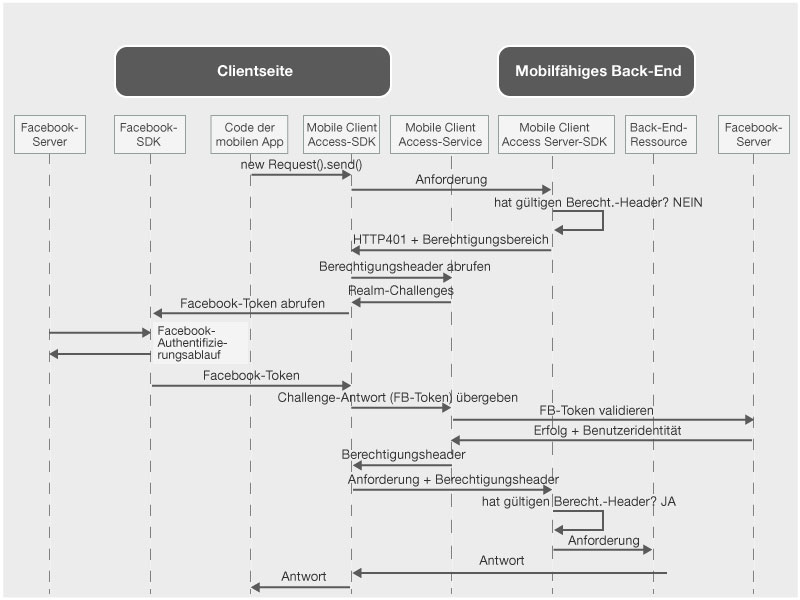 Clientseite
Mobilfähiges Back-End
Facebook-
Server
Facebook-
SDK
Code der
mobilen App
Mobile Client
Access-SDK
Mobile Client
Access-Service
Mobile Client
Access Server-SDK
Back-End-
Ressource
Facebook-
Server
new Request().send()
Anforderung
hat gültigen Berecht.-Header? NEIN
HTTP401 + Berechtigungsbereich
Berechtigungsheader abrufen
Realm-Challenges
Facebook-Token abrufen
Facebook-
Authentifizie-
rungsablauf
Facebook-Token
Challenge-Antwort (FB-Token) übergeben
FB-Token validieren
Erfolg + Benutzeridentität
Berechtigungsheader
Anforderung + Berechtigungsheader
hat gültigen Berecht.-Header? JA
Anforderung
Antwort
Antwort